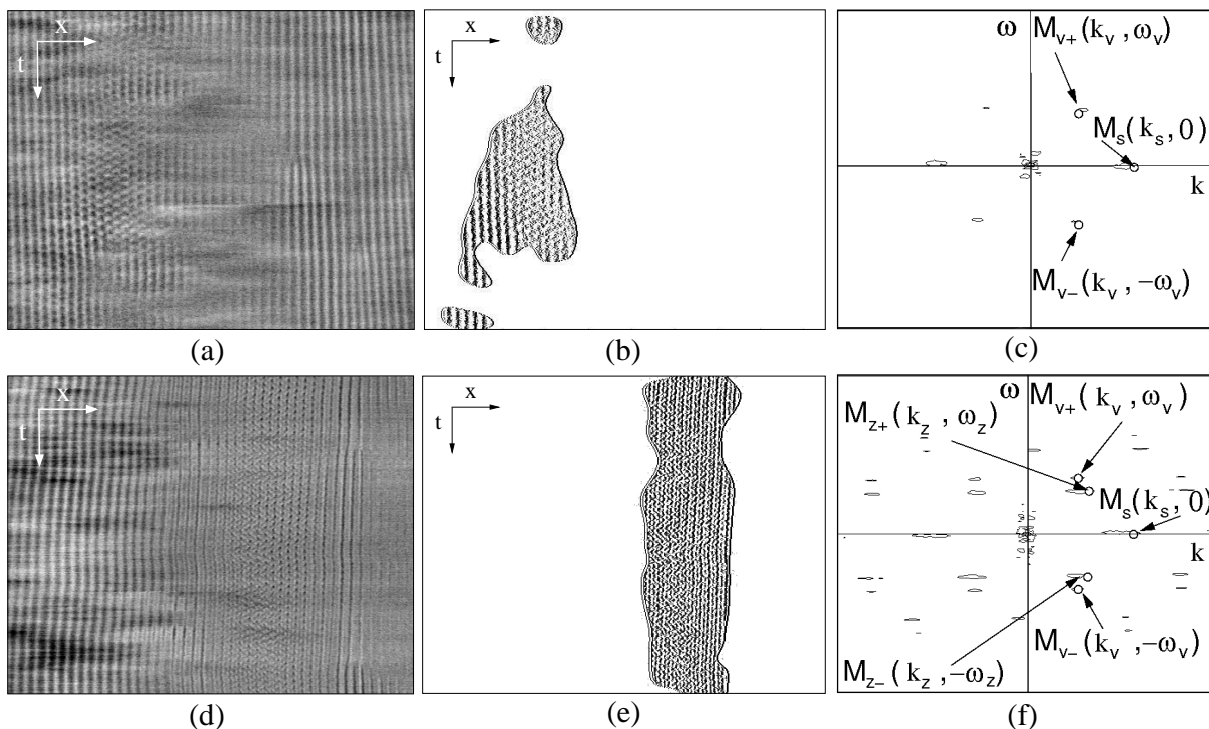 x
t
(a)
x
t
(b)
ω
M_{v+}(k_v, ω_v)
M_s(k_s, 0)
k
M_{v-}(k_v, -ω_v)
(c)
x
t
(d)
x
t
(e)
ω
M_{v+}(k_v, ω_v)
M_{z+}(k_z, ω_z)
M_s(k_s, 0)
k
M_{v-}(k_v, -ω_v)
M_{z-}(k_z, -ω_z)
(f)